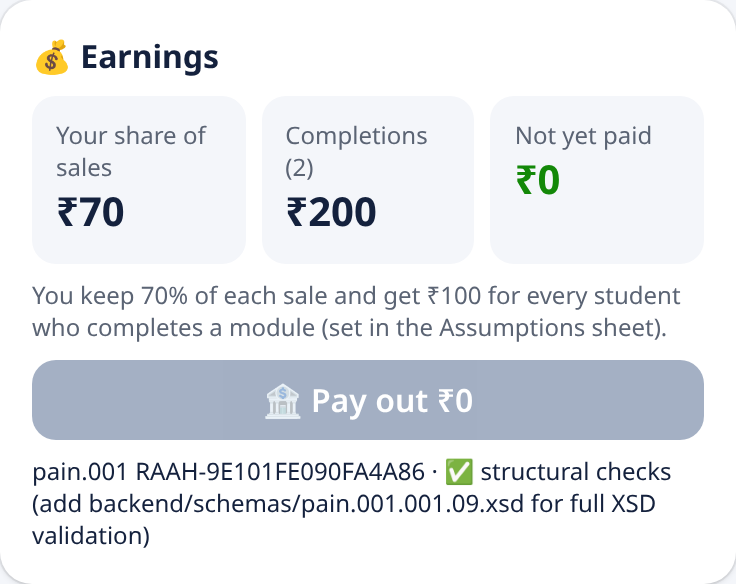 💰 Earnings
Your share of
sales
₹70
Completions
(2)
₹200
Not yet paid
₹0
You keep 70% of each sale and get ₹100 for every student
who completes a module (set in the Assumptions sheet).
🏦 Pay out ₹0
pain.001 RAAH-9E101FE090FA4A86 · ✅ structural checks
(add backend/schemas/pain.001.001.09.xsd for full XSD
validation)